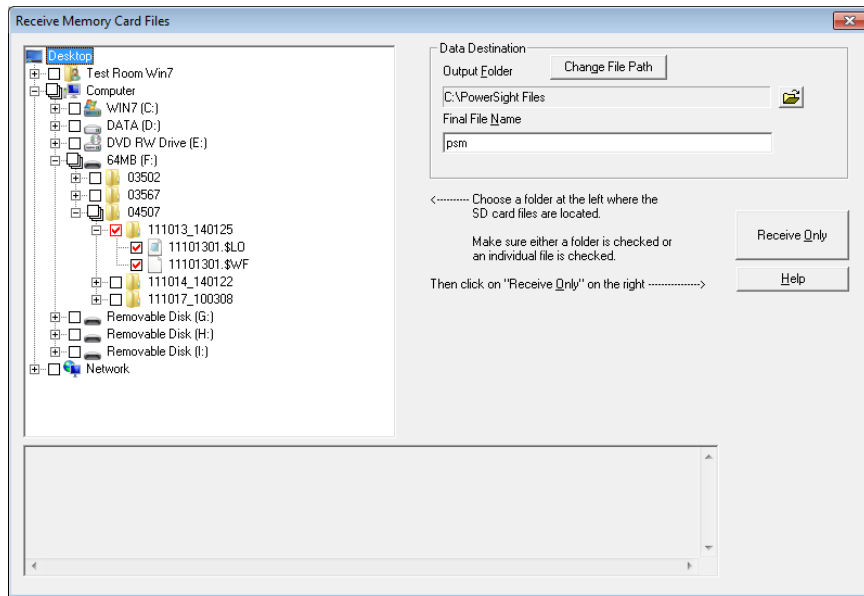 Receive Memory Card Files
Desktop
Test Room Win7
Computer
WIN7 (C:)
DATA (D:)
DVD RW Drive (E:)
64MB (F:)
03502
03567
04507
111013_140125
11101301.$LO
11101301.$WF
111014_140122
111017_100308
Removable Disk (G:)
Removable Disk (H:)
Removable Disk (I:)
Network
Data Destination
Output Folder
Change File Path
C:\PowerSight Files
Final File Name
psm
<--------- Choose a folder at the left where the
SD card files are located.
Make sure either a folder is checked or
an individual file is checked.
Then click on "Receive Only" on the right --------------->
Receive Only
Help